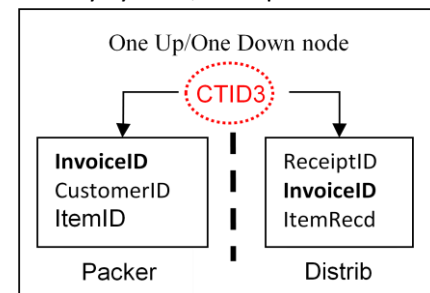 One Up/One Down node
CTID3
InvoiceID
CustomerID
ItemID
Packer
ReceiptID
InvoiceID
ItemRecd
Distrib